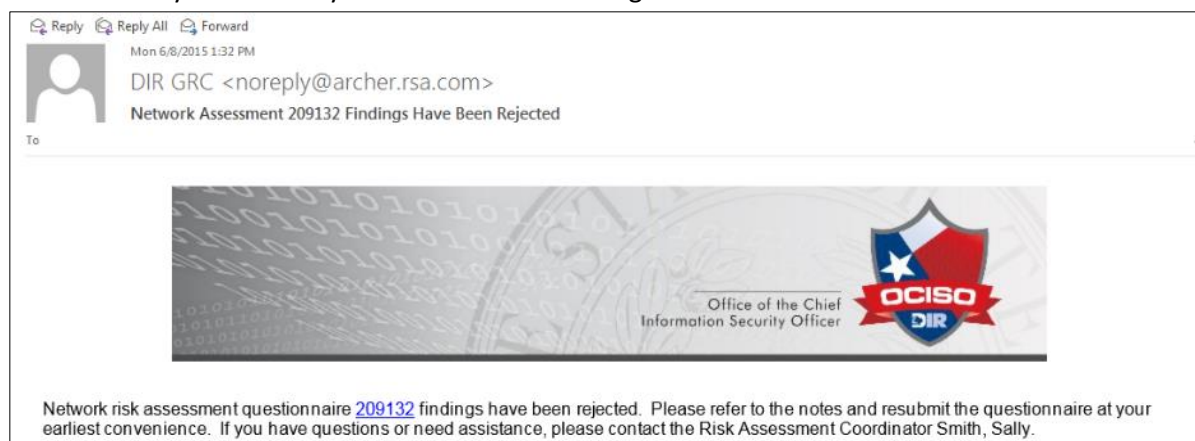 Reply Reply All Forward
Mon 6/8/2015 1:32 PM
DIR GRC <noreply@archer.rsa.com>
Network Assessment 209132 Findings Have Been Rejected
To
Office of the Chief
Information Security Officer
OCISO
DIR
Network risk assessment questionnaire 209132 findings have been rejected. Please refer to the notes and resubmit the questionnaire at your
earliest convenience. If you have questions or need assistance, please contact the Risk Assessment Coordinator Smith, Sally.